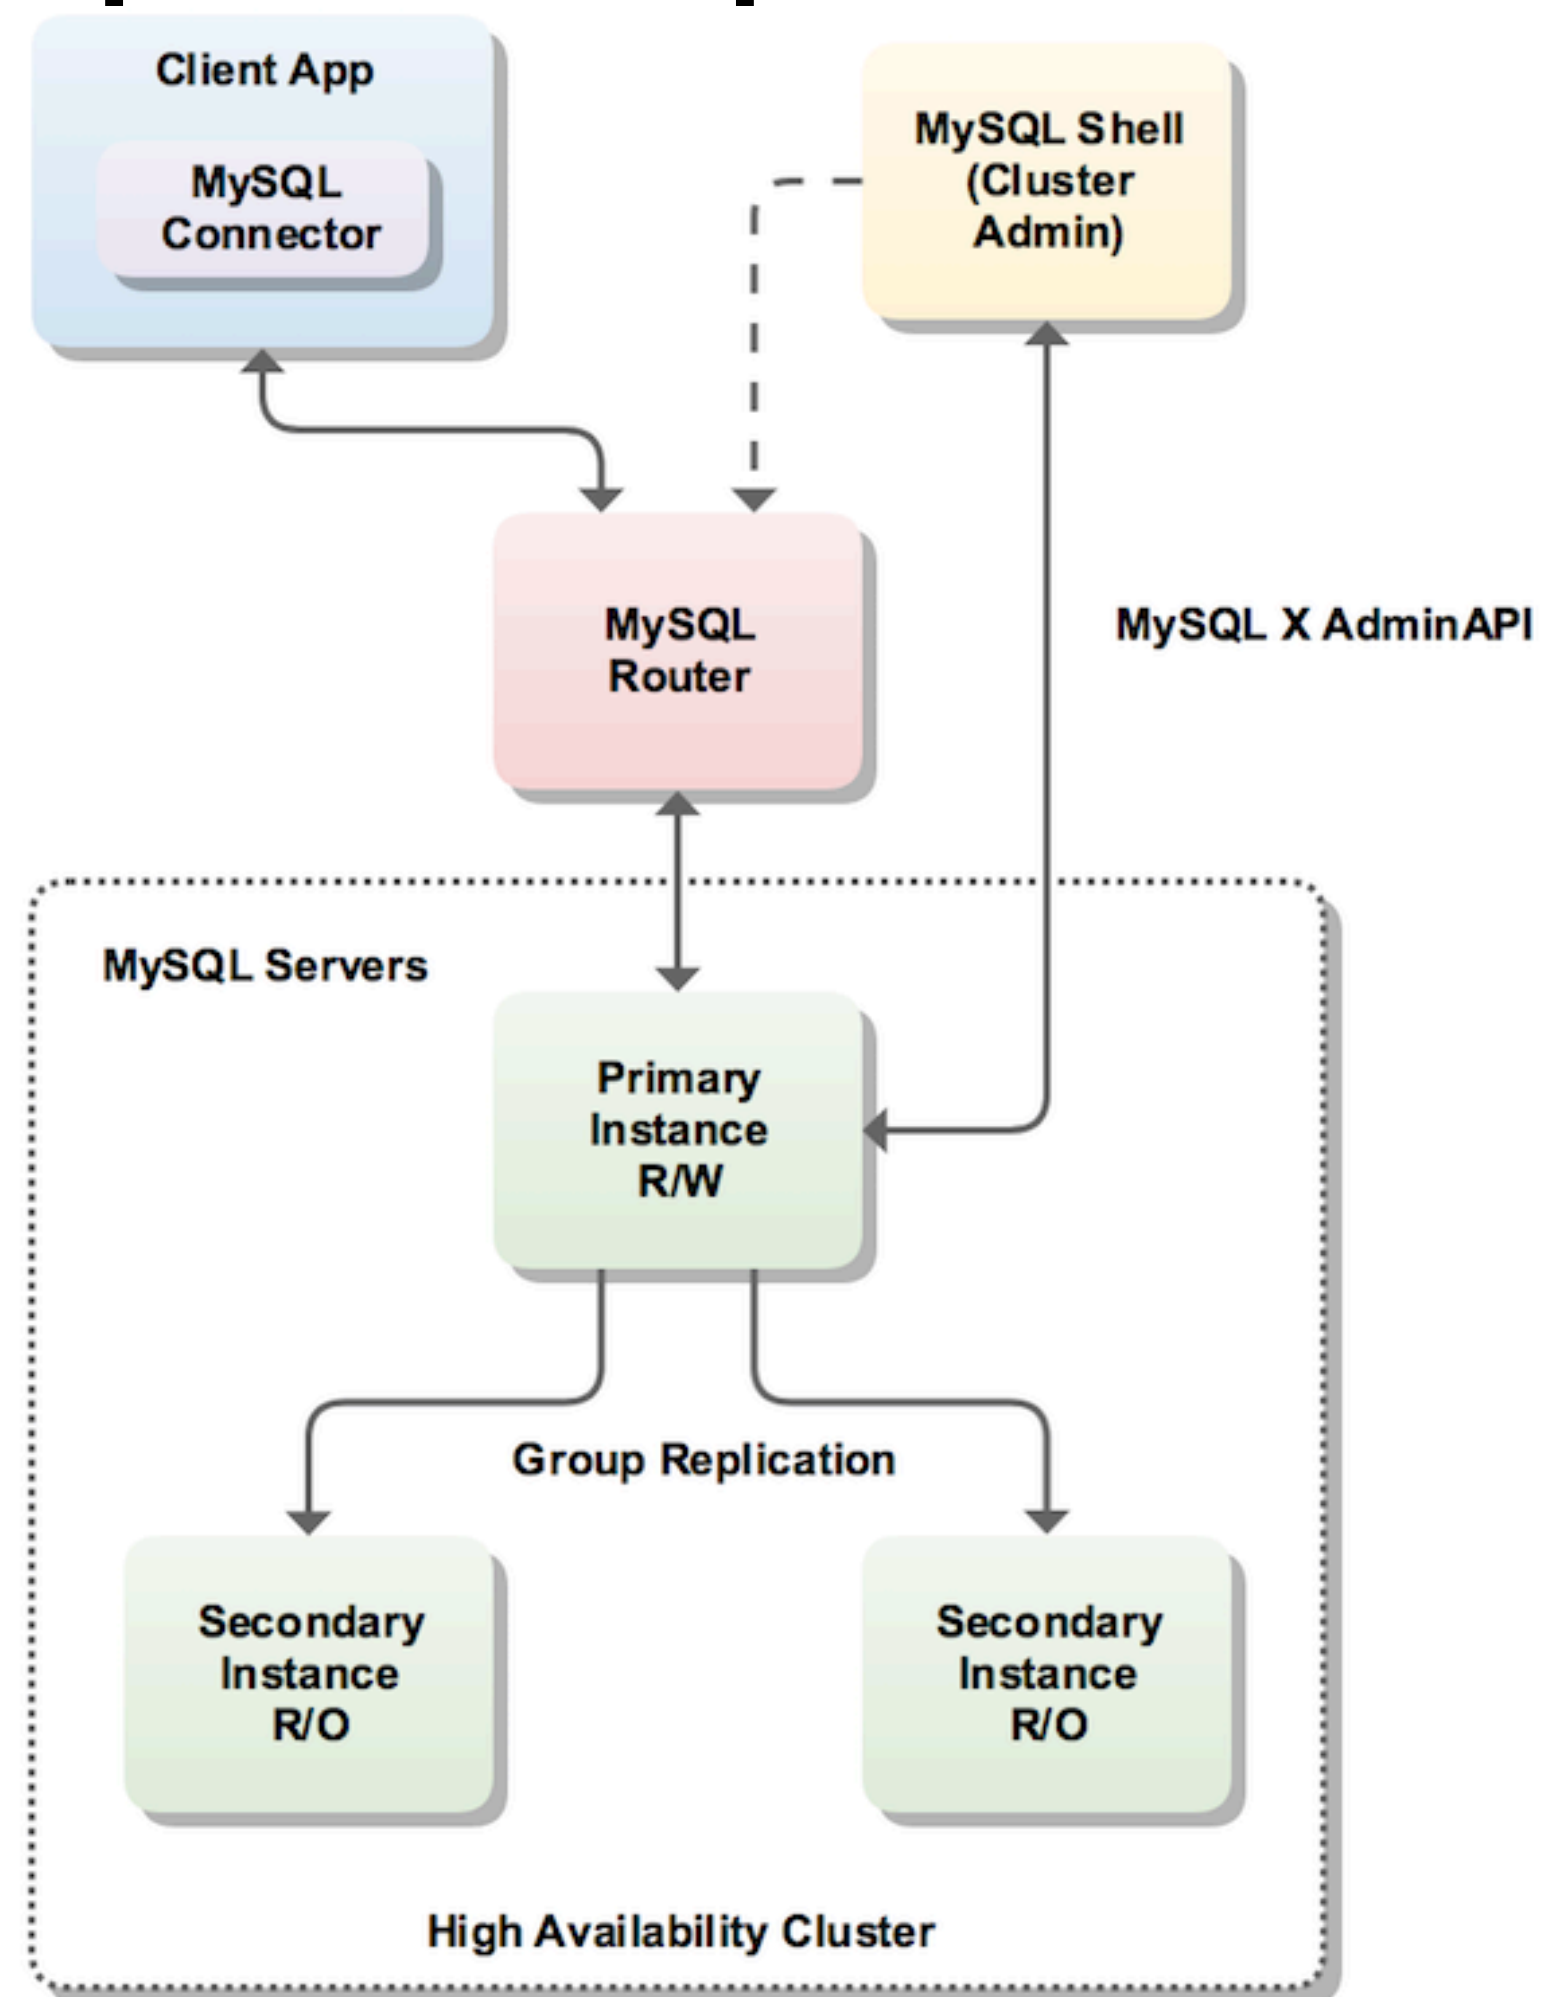 Client App
MySQL
Connector
MySQL Shell
(Cluster
Admin)
MySQL
Router
MySQL X AdminAPI
MySQL Servers
Primary
Instance
R/W
Group Replication
Secondary
Instance
R/O
Secondary
Instance
R/O
High Availability Cluster